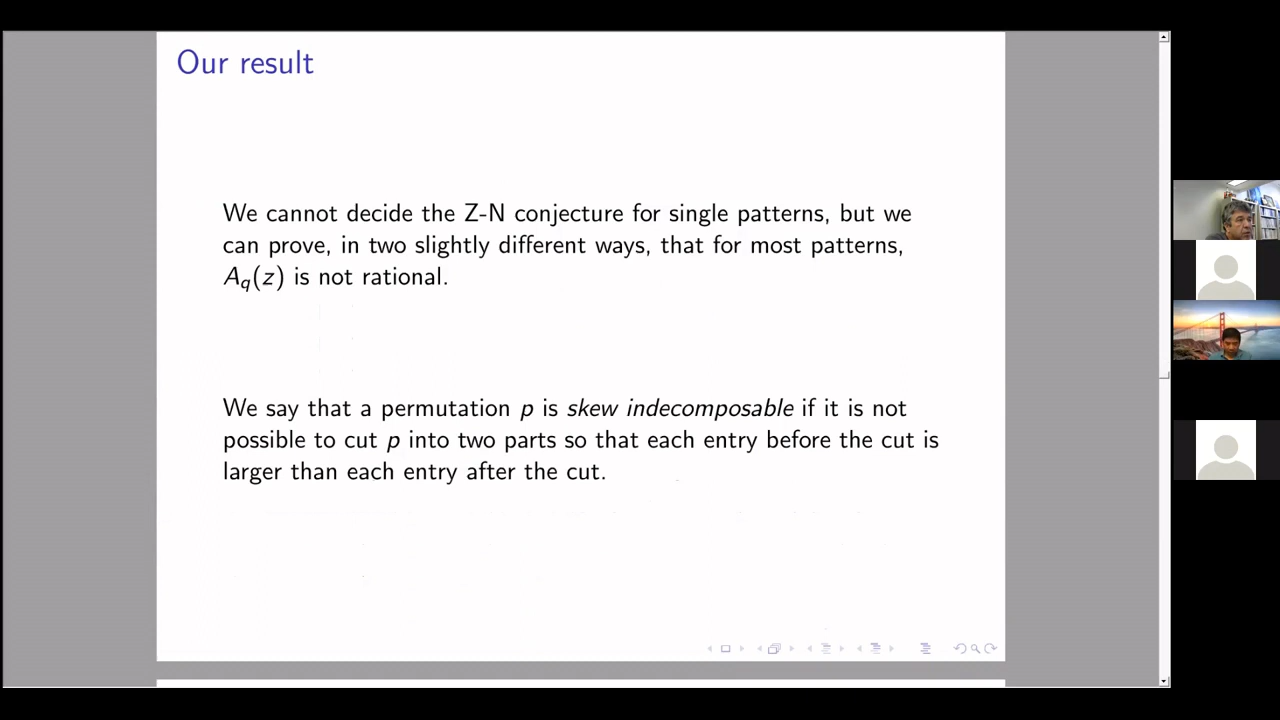 Our result
We cannot decide the Z-N conjecture for single patterns, but we
can prove, in two slightly different ways, that for most patterns,
A_q(z) is not rational.
We say that a permutation p is skew indecomposable if it is not
possible to cut p into two parts so that each entry before the cut is
larger than each entry after the cut.